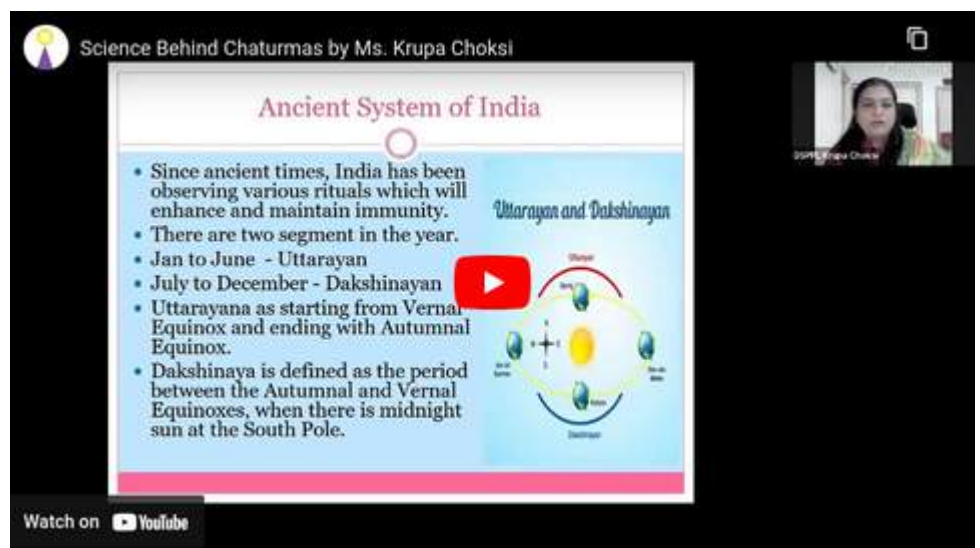 Science Behind Chaturmas by Ms. Krupa Choksi
Ancient System of India
• Since ancient times, India has been
observing various rituals which will
enhance and maintain immunity.
• There are two segment in the year.
• Jan to June - Uttarayan
• July to December - Dakshinayan
• Uttarayana as starting from Vernal
Equinox and ending with Autumnal
Equinox.
• Dakshinaya is defined as the period
between the Autumnal and Vernal
Equinoxes, when there is midnight
sun at the South Pole.
Uttarayan and Dakshinayan
Uttarayan
Dakshinayan
Krupa Choksi
Watch on YouTube